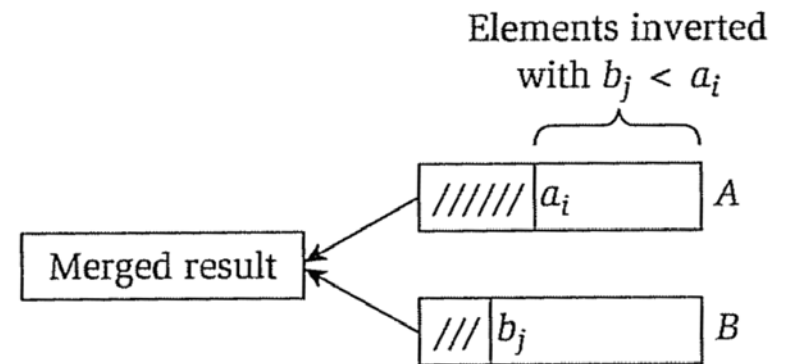 Elements inverted
with b_j < a_i
a_i
A
Merged result
b_j
B